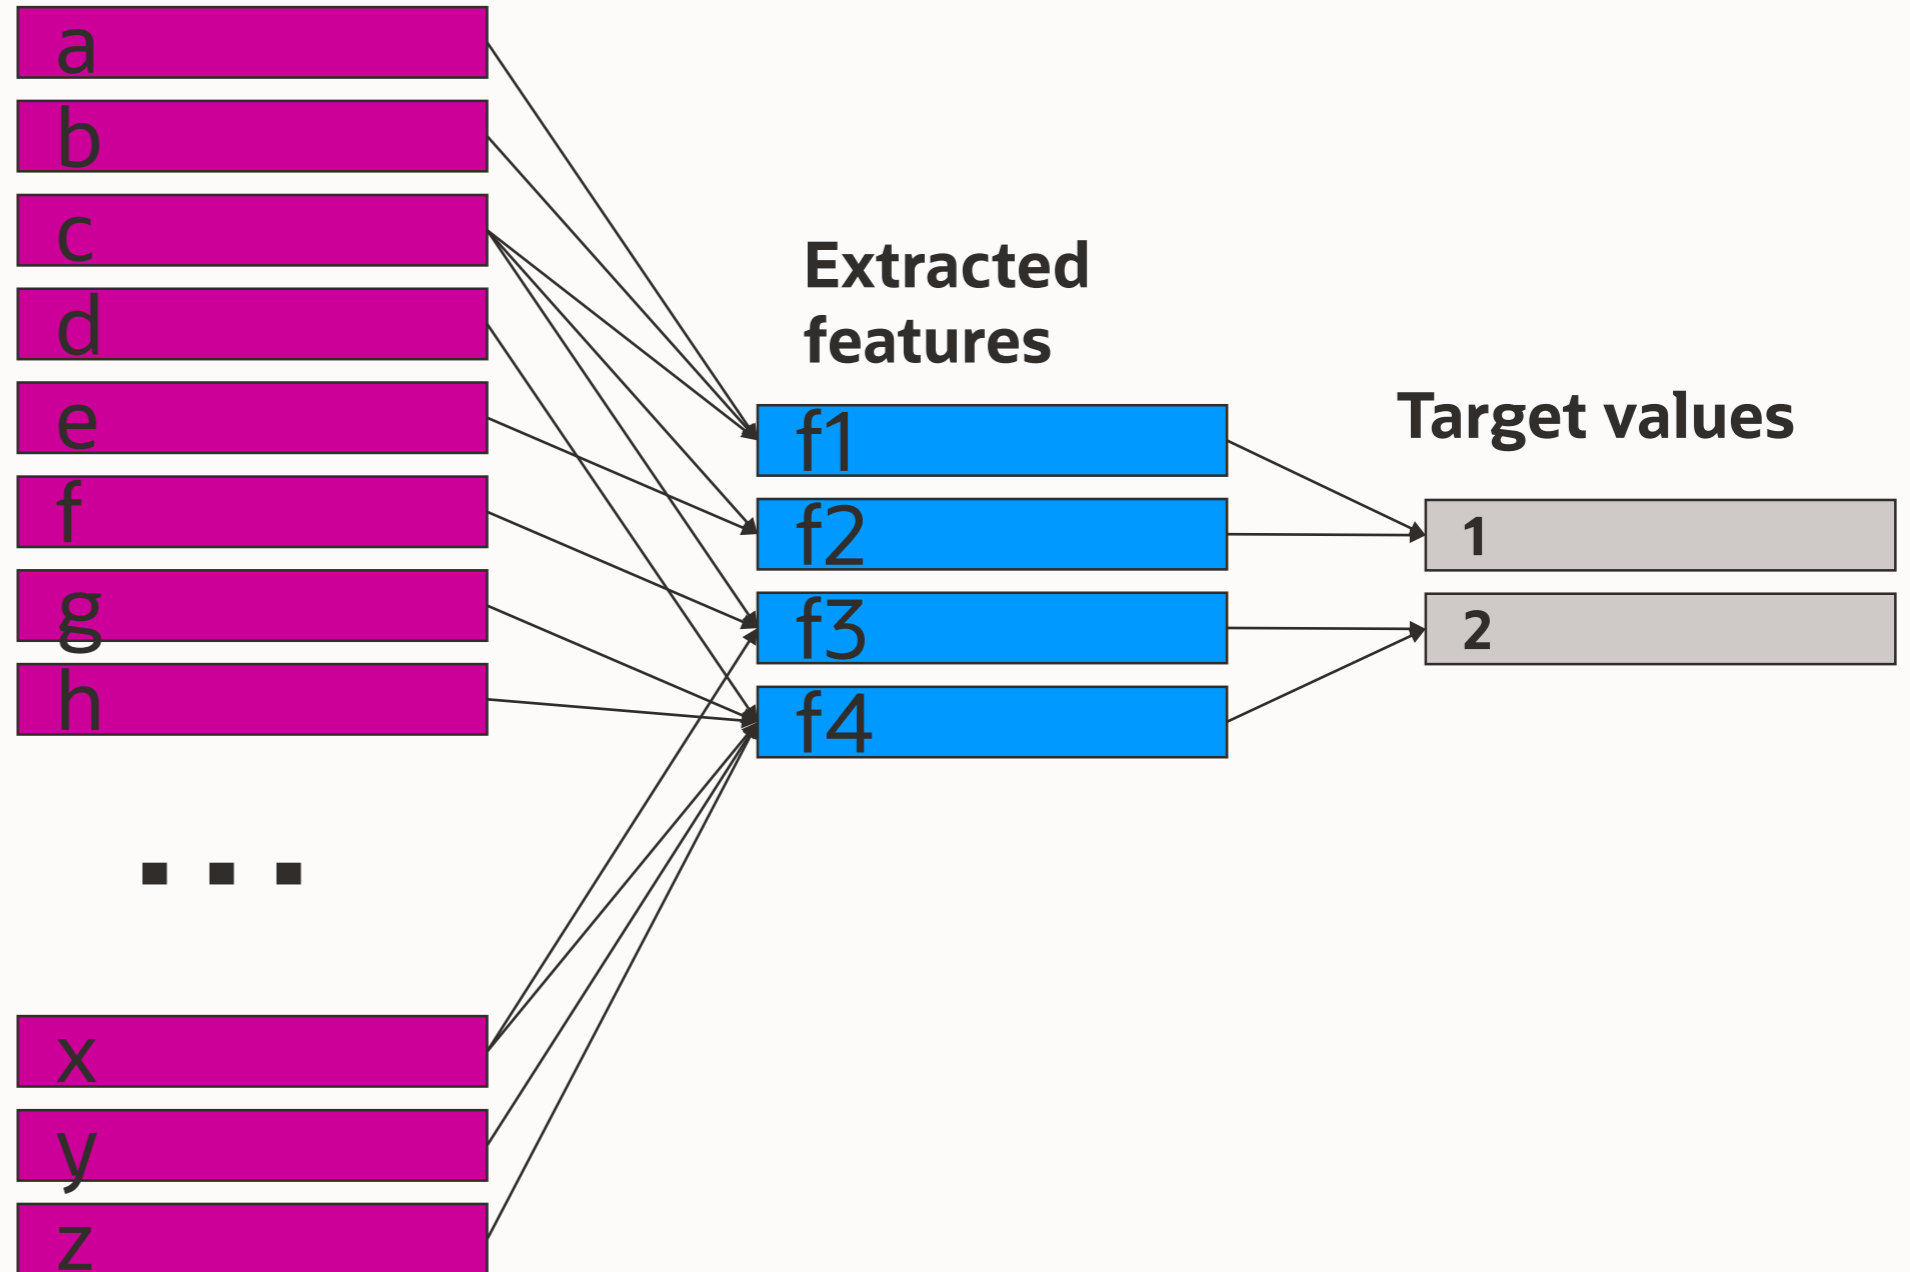 a
b
c
d
e
f
g
h
...
x
y
z
Extracted
features
f1
f2
f3
f4
Target values
1
2